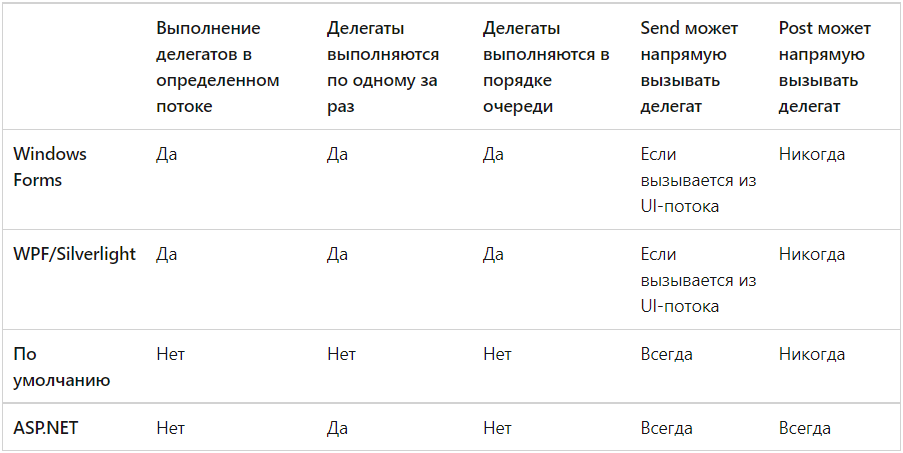 Выполнение делегатов в определенном потоке
Делегаты выполняются по одному за раз
Делегаты выполняются в порядке очереди
Send может напрямую вызывать делегат
Post может напрямую вызывать делегат
Windows Forms
Да
Да
Да
Если вызывается из UI-потока
Никогда
WPF/Silverlight
Да
Да
Да
Если вызывается из UI-потока
Никогда
По умолчанию
Нет
Нет
Нет
Всегда
Никогда
ASP.NET
Нет
Да
Нет
Всегда
Всегда